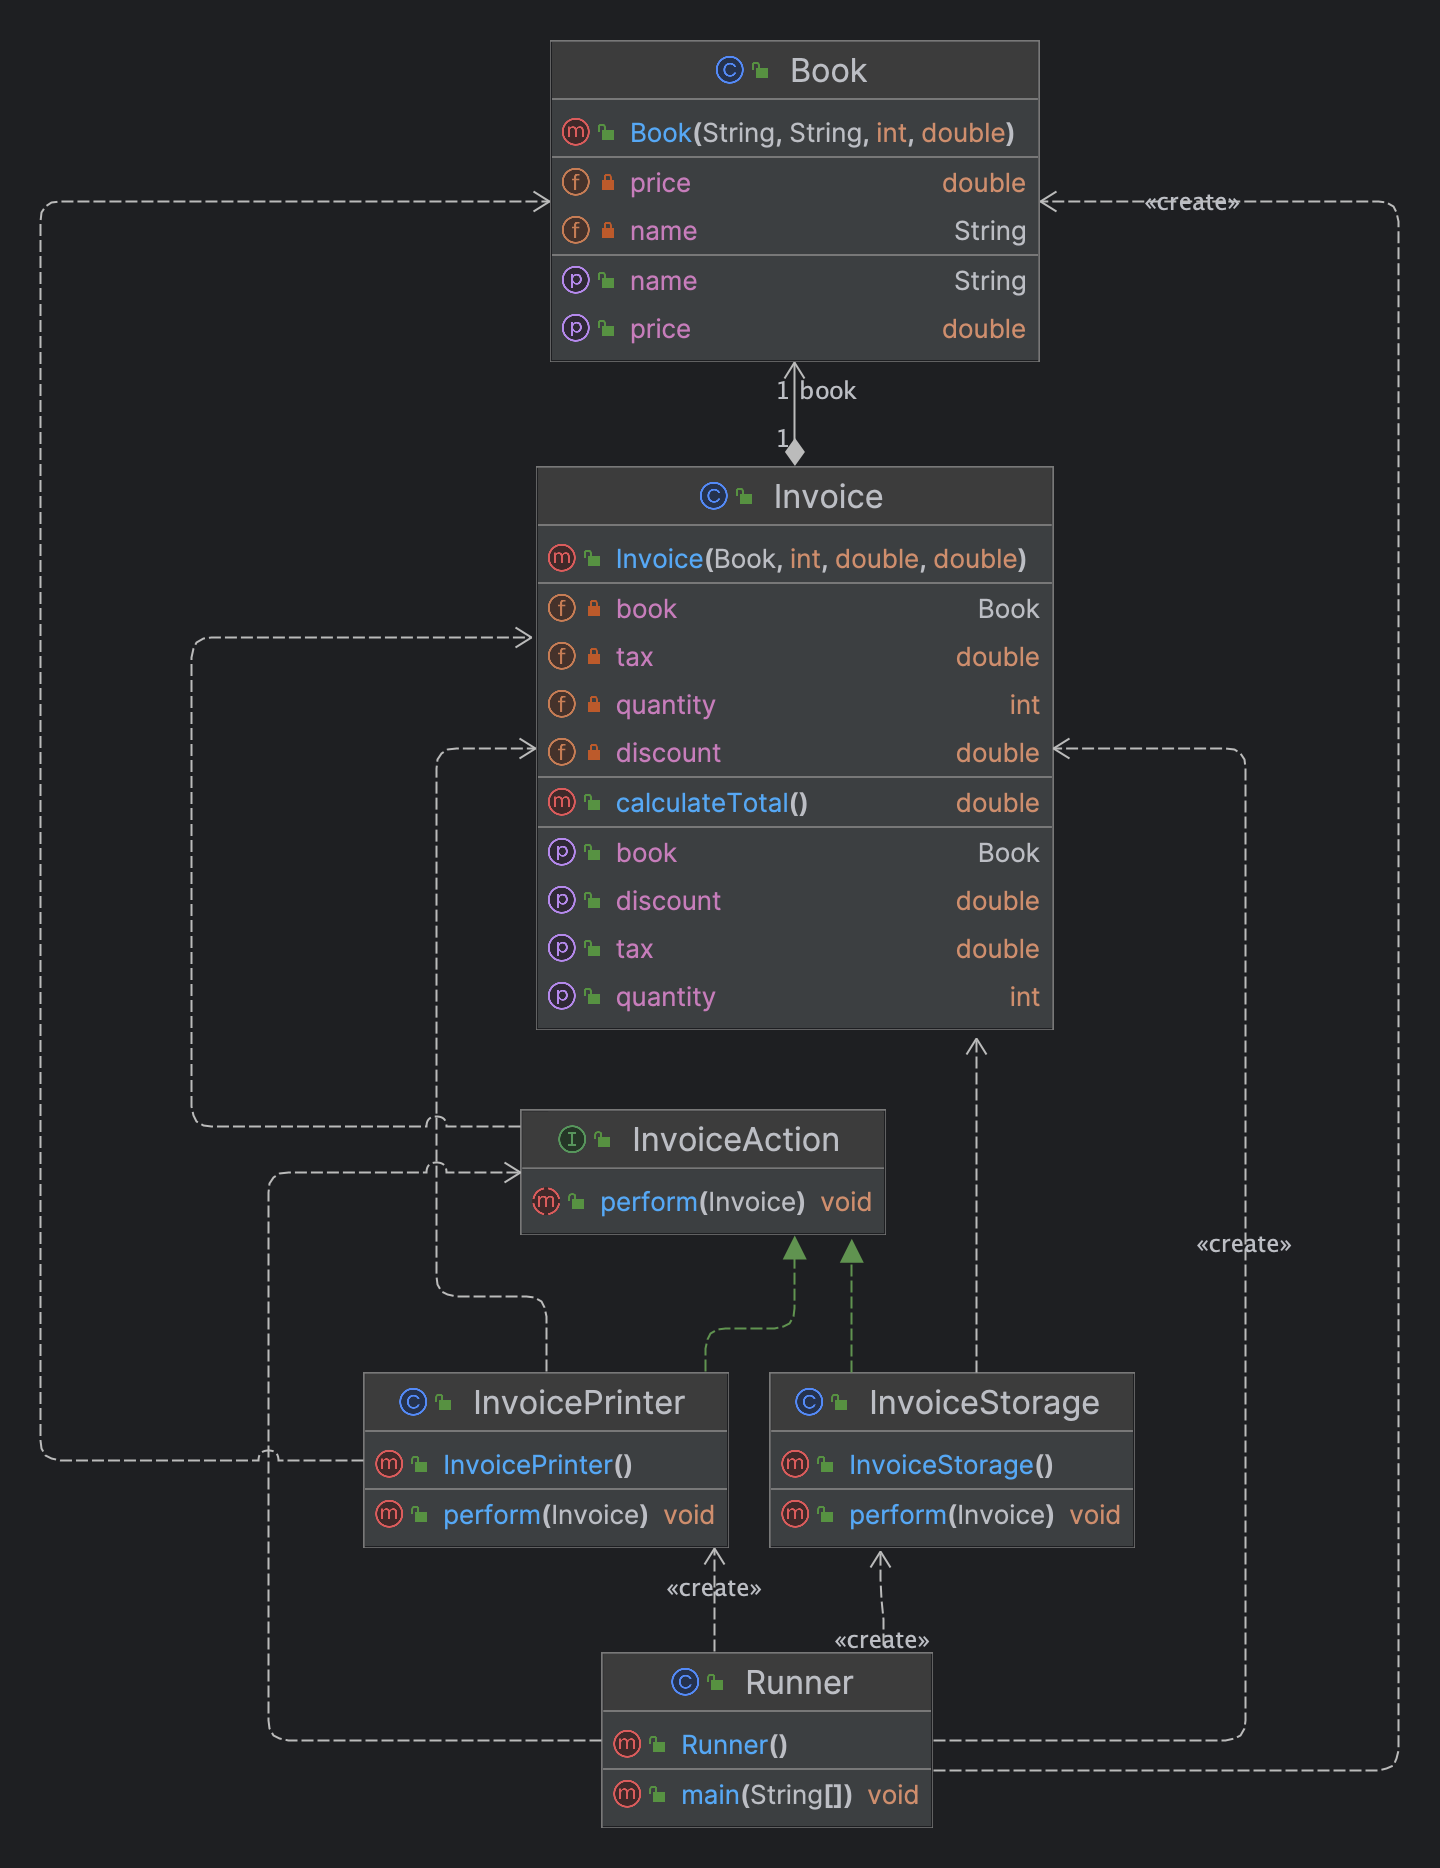 Book
Book(String, String, int, double)
price double
name String
name String
price double
«create»
1 book
1
Invoice
Invoice(Book, int, double, double)
book Book
tax double
quantity int
discount double
calculateTotal() double
book Book
discount double
tax double
quantity int
InvoiceAction
perform(Invoice) void
«create»
InvoicePrinter
InvoicePrinter()
perform(Invoice) void
InvoiceStorage
InvoiceStorage()
perform(Invoice) void
«create»
«create»
Runner
Runner()
main(String[]) void